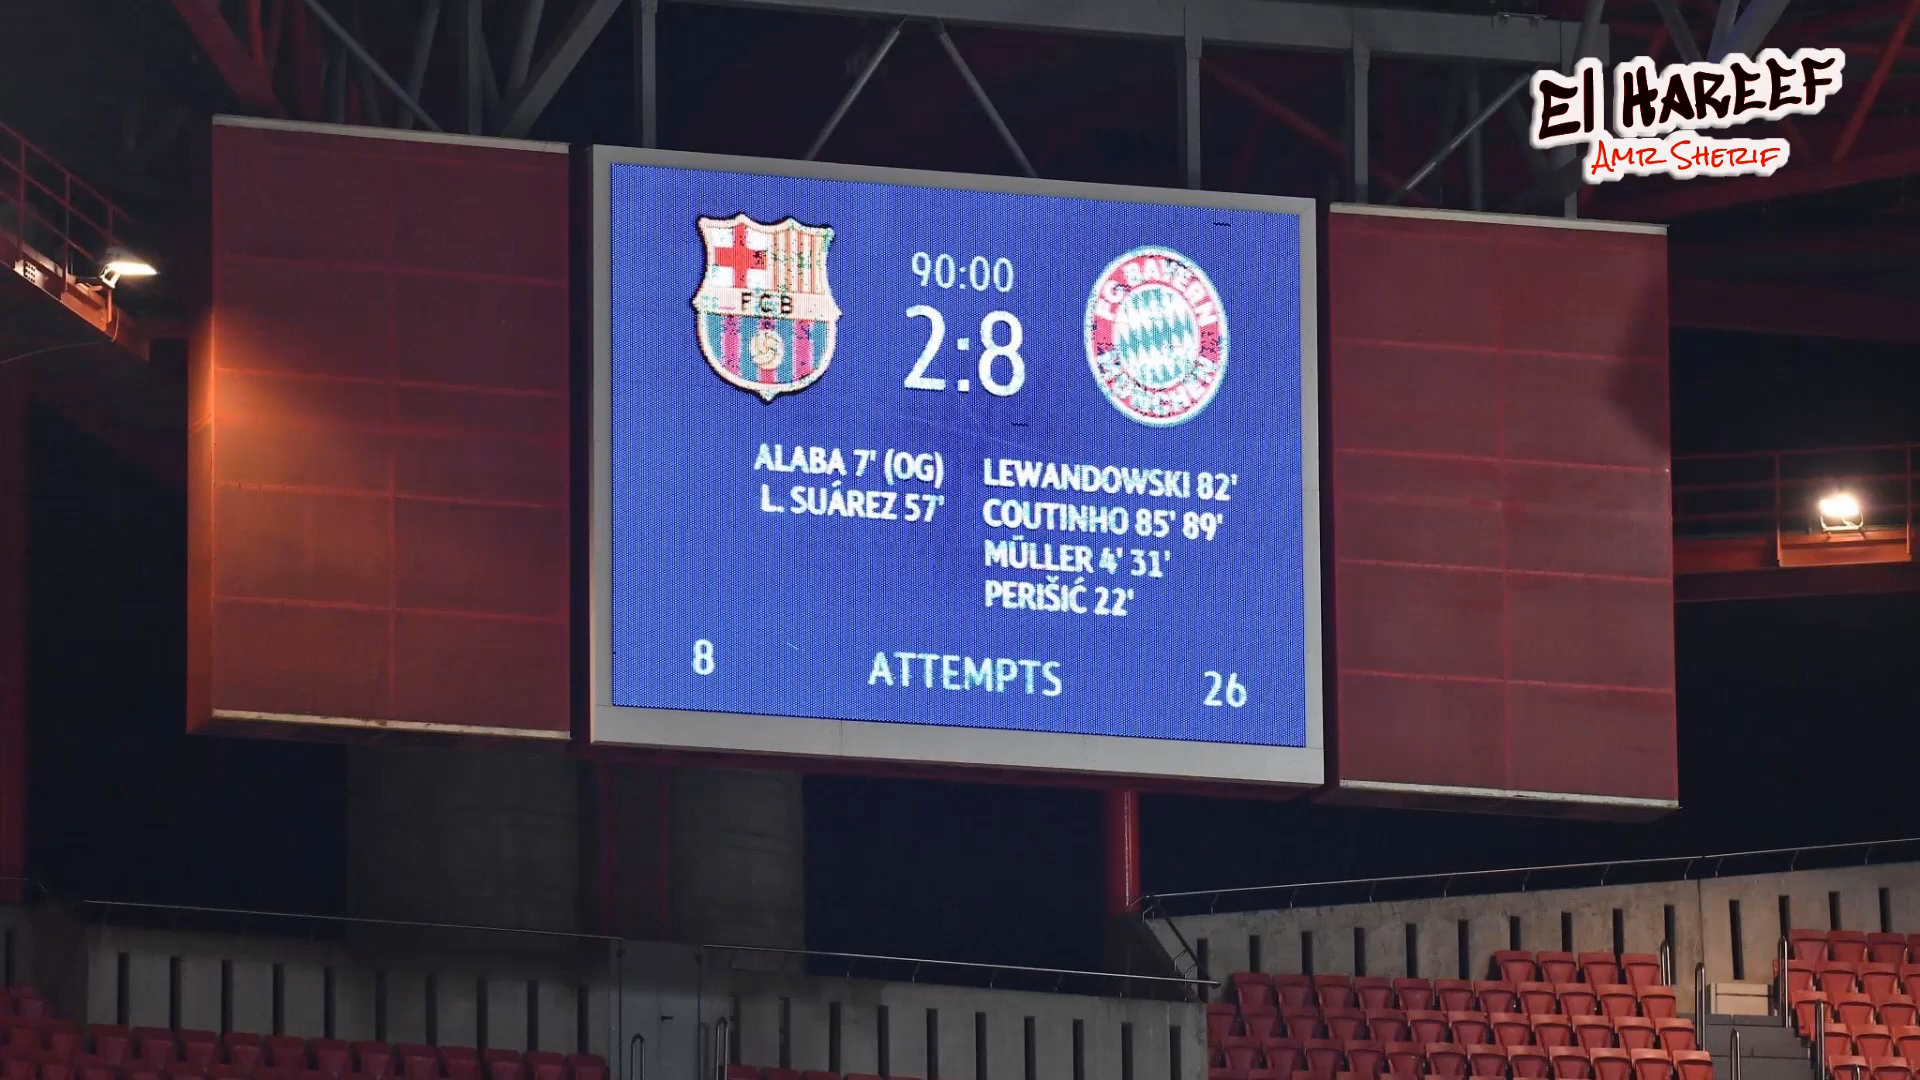 El HAREEF
AMR SHERIF
FCB
90:00
2:8
FC BAYERN
MÜNCHEN
ALABA 7' (OG)
L. SUÁREZ 57'
LEWANDOWSKI 82'
COUTINHO 85' 89'
MÜLLER 4' 31'
PERIŠIĆ 22'
8 ATTEMPTS 26